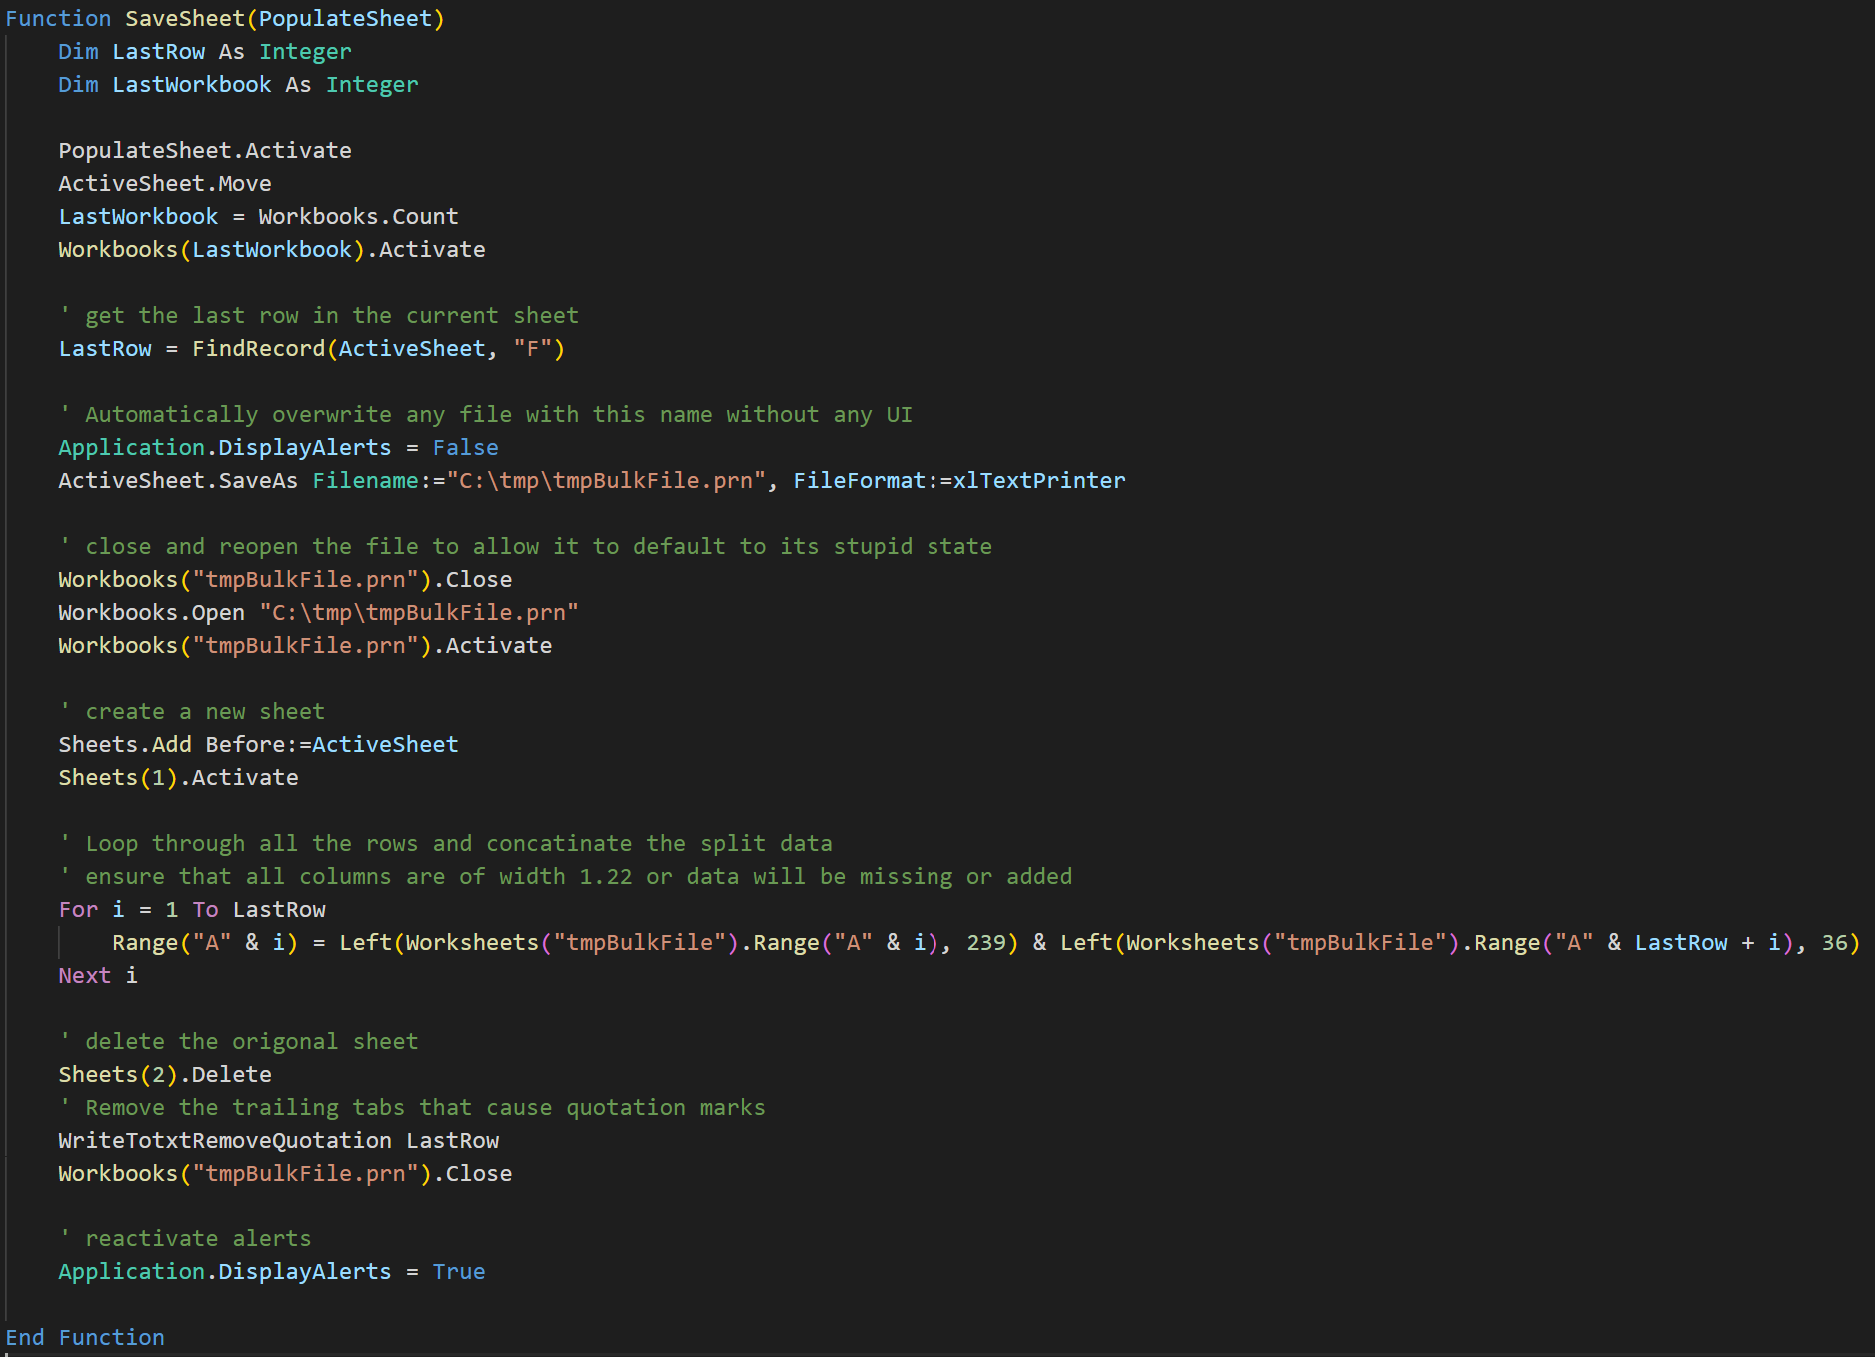 Function SaveSheet(PopulateSheet)
    Dim LastRow As Integer
    Dim LastWorkbook As Integer

    PopulateSheet.Activate
    ActiveSheet.Move
    LastWorkbook = Workbooks.Count
    Workbooks(LastWorkbook).Activate

    ' get the last row in the current sheet
    LastRow = FindRecord(ActiveSheet, "F")

    ' Automatically overwrite any file with this name without any UI
    Application.DisplayAlerts = False
    ActiveSheet.SaveAs Filename:="C:\tmp\tmpBulkFile.prn", FileFormat:=xlTextPrinter

    ' close and reopen the file to allow it to default to its stupid state
    Workbooks("tmpBulkFile.prn").Close
    Workbooks.Open "C:\tmp\tmpBulkFile.prn"
    Workbooks("tmpBulkFile.prn").Activate

    ' create a new sheet
    Sheets.Add Before:=ActiveSheet
    Sheets(1).Activate

    ' Loop through all the rows and concatinate the split data
    ' ensure that all columns are of width 1.22 or data will be missing or added
    For i = 1 To LastRow
        Range("A" & i) = Left(Worksheets("tmpBulkFile").Range("A" & i), 239) & Left(Worksheets("tmpBulkFile").Range("A" & LastRow + i), 36)
    Next i

    ' delete the origonal sheet
    Sheets(2).Delete
    ' Remove the trailing tabs that cause quotation marks
    WriteTotxtRemoveQuotation LastRow
    Workbooks("tmpBulkFile.prn").Close

    ' reactivate alerts
    Application.DisplayAlerts = True

End Function